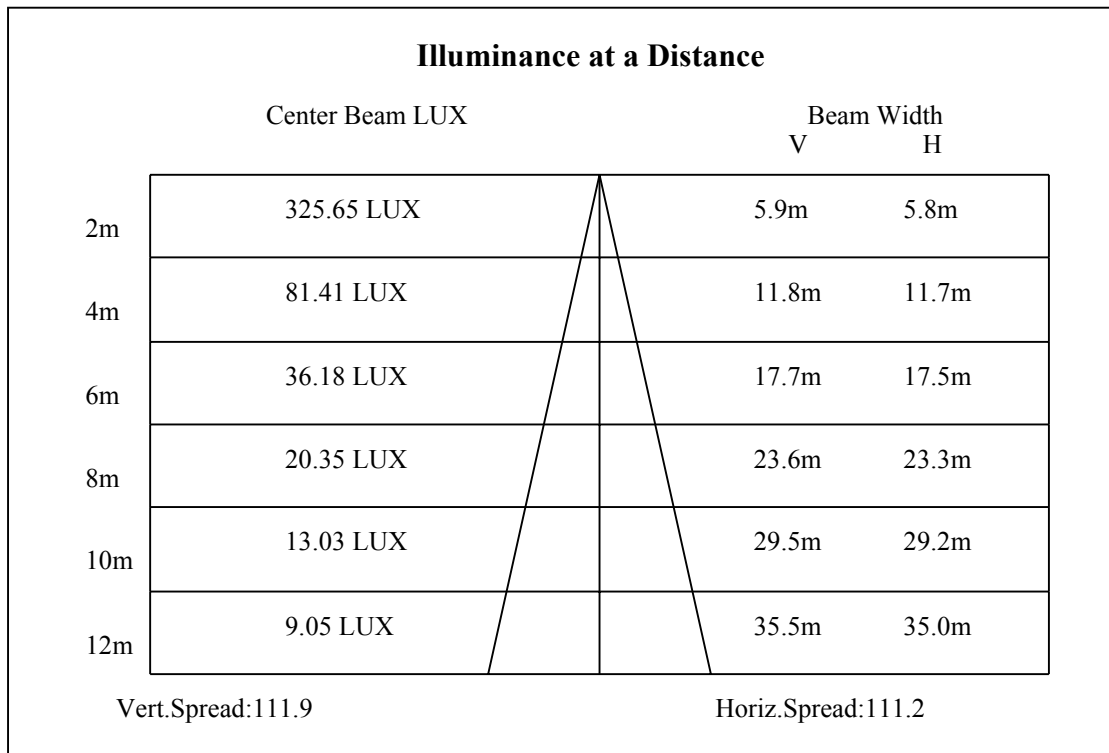 Illuminance at a Distance
Center Beam LUX Beam Width
V H
2m 325.65 LUX 5.9m 5.8m
4m 81.41 LUX 11.8m 11.7m
6m 36.18 LUX 17.7m 17.5m
8m 20.35 LUX 23.6m 23.3m
10m 13.03 LUX 29.5m 29.2m
12m 9.05 LUX 35.5m 35.0m
Vert.Spread:111.9 Horiz.Spread:111.2